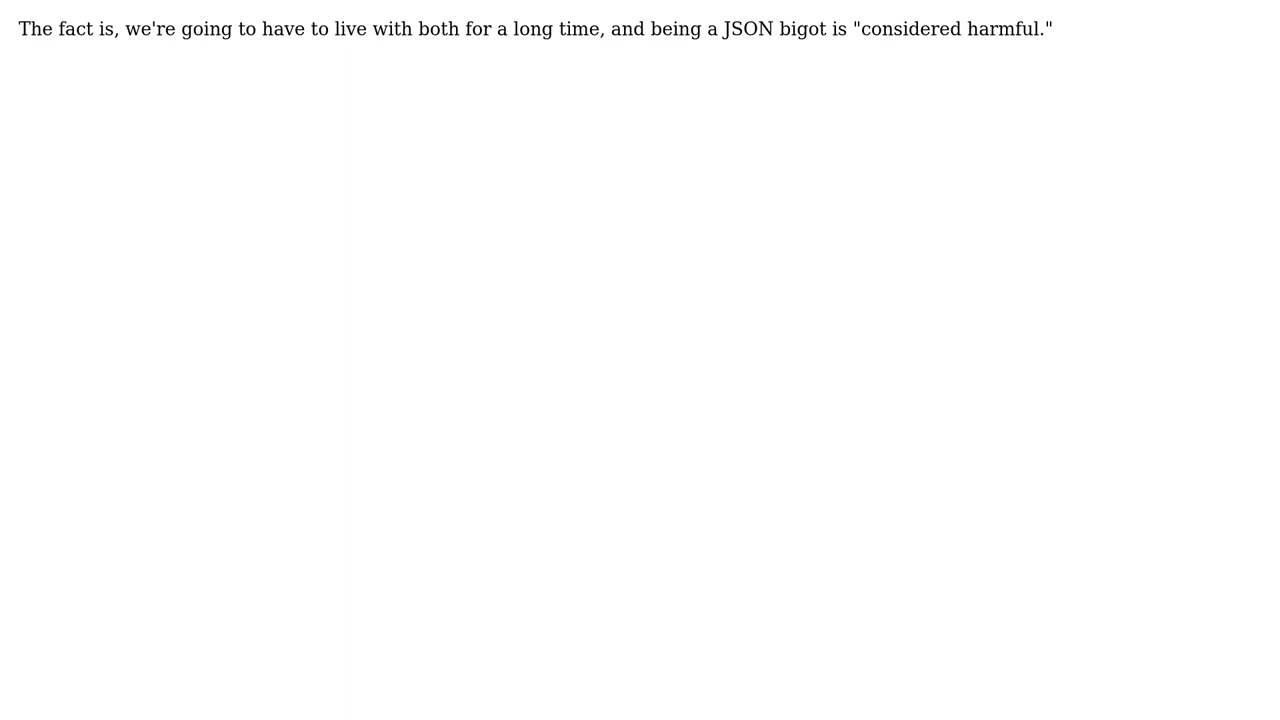 The fact is, we're going to have to live with both for a long time, and being a JSON bigot is "considered harmful."